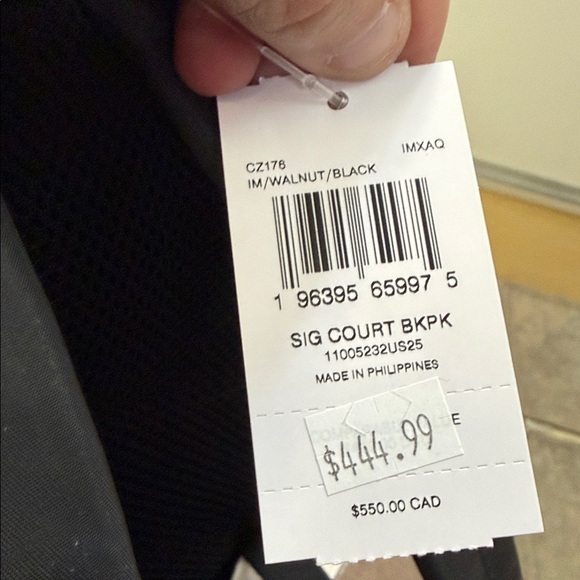 IMXAQ
CZ176
IM/WALNUT/BLACK
1 96395 65997 5
SIG COURT BKPK
11005232US25
MADE IN PHILIPPINES
E
$444.99
$550.00 CAD